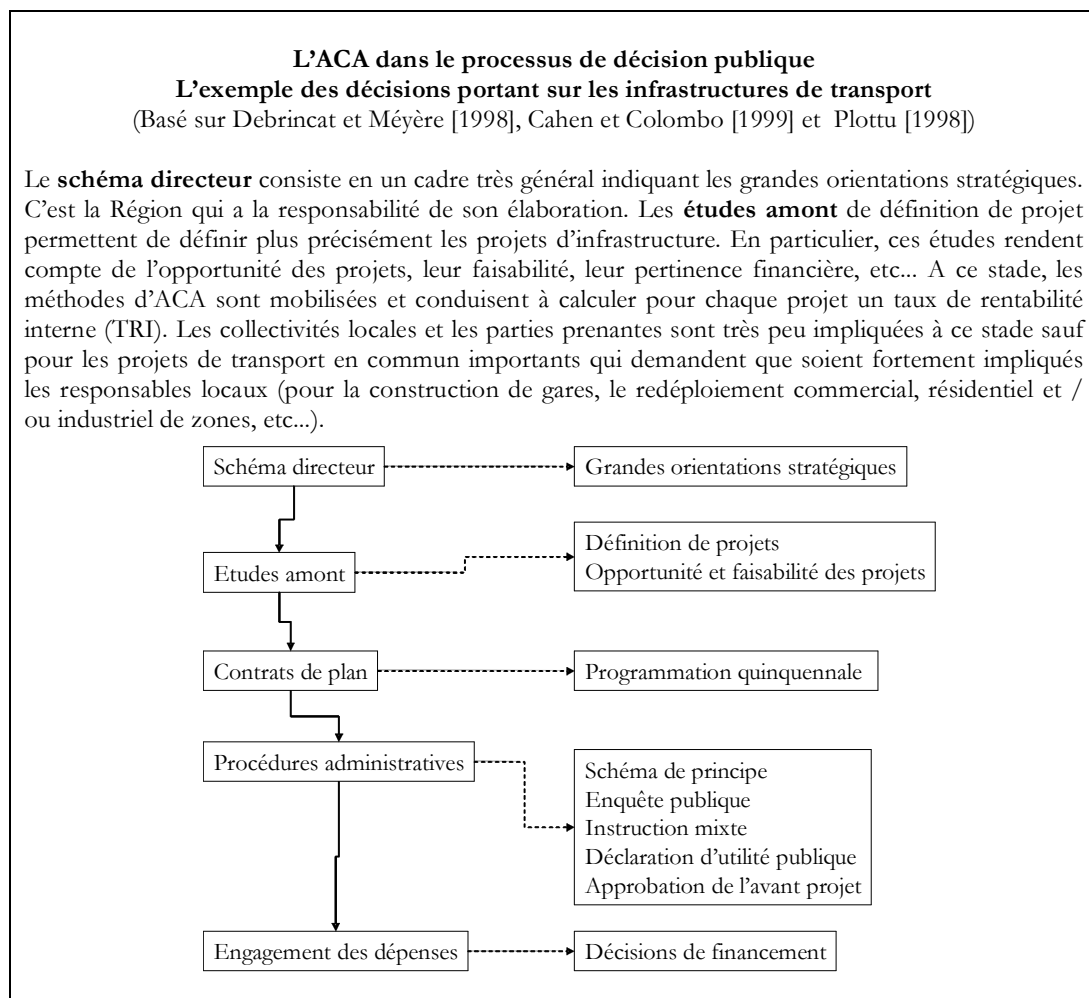 L’ACA dans le processus de décision publique
L’exemple des décisions portant sur les infrastructures de transport
(Basé sur Debrincat et Méyère [1998], Cahen et Colombo [1999] et  Plottu [1998])
Le schéma directeur consiste en un cadre très général indiquant les grandes orientations stratégiques.
C’est la Région qui a la responsabilité de son élaboration. Les études amont de définition de projet
permettent de définir plus précisément les projets d’infrastructure. En particulier, ces études rendent
compte de l’opportunité des projets, leur faisabilité, leur pertinence financière, etc... A ce stade, les
méthodes d’ACA sont mobilisées et conduisent à calculer pour chaque projet un taux de rentabilité
interne (TRI). Les collectivités locales et les parties prenantes sont très peu impliquées à ce stade sauf
pour les projets de transport en commun importants qui demandent que soient fortement impliqués
les responsables locaux (pour la construction de gares, le redéploiement commercial, résidentiel et /
ou industriel de zones, etc...).
Schéma directeur
Grandes orientations stratégiques
Etudes amont
Définition de projets
Opportunité et faisabilité des projets
Contrats de plan
Programmation quinquennale
Procédures administratives
Schéma de principe
Enquête publique
Instruction mixte
Déclaration d’utilité publique
Approbation de l’avant projet
Engagement des dépenses
Décisions de financement